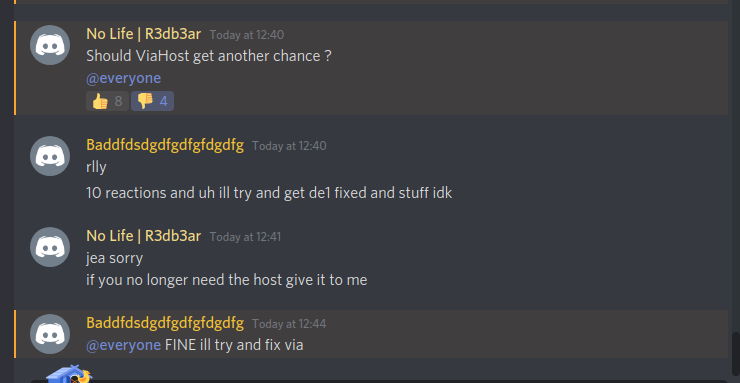 No Life | R3db3ar Today at 12:40
Should ViaHost get another chance ?
@everyone
👍 8 👎 4
Baddfdsdgdfgdfgfdgdfg Today at 12:40
rlly
10 reactions and uh ill try and get de1 fixed and stuff idk
No Life | R3db3ar Today at 12:41
jea sorry
if you no longer need the host give it to me
Baddfdsdgdfgdfgfdgdfg Today at 12:44
@everyone FINE ill try and fix via